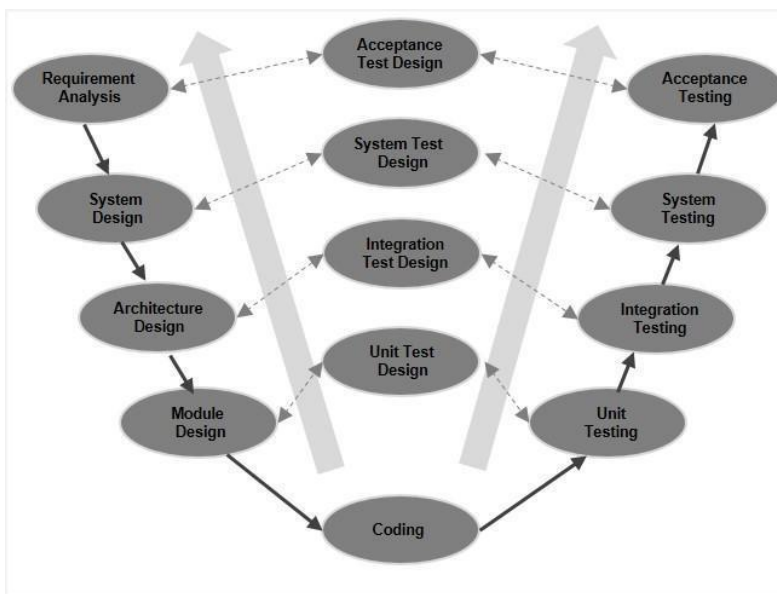 Acceptance
Test Design
Requirement
Analysis
Acceptance
Testing
System Test
Design
System
Design
System
Testing
Integration
Test Design
Architecture
Design
Integration
Testing
Unit Test
Design
Module
Design
Unit
Testing
Coding